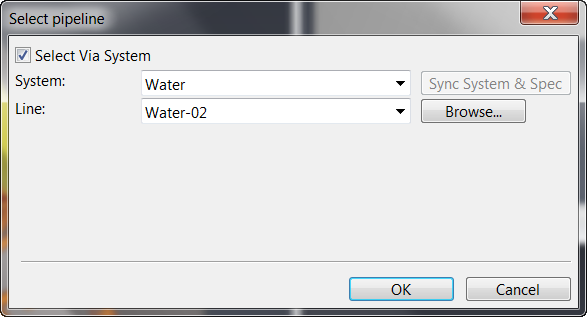 Select pipeline
Select Via System
System: Water Sync System & Spec
Line: Water-02 Browse...
OK Cancel